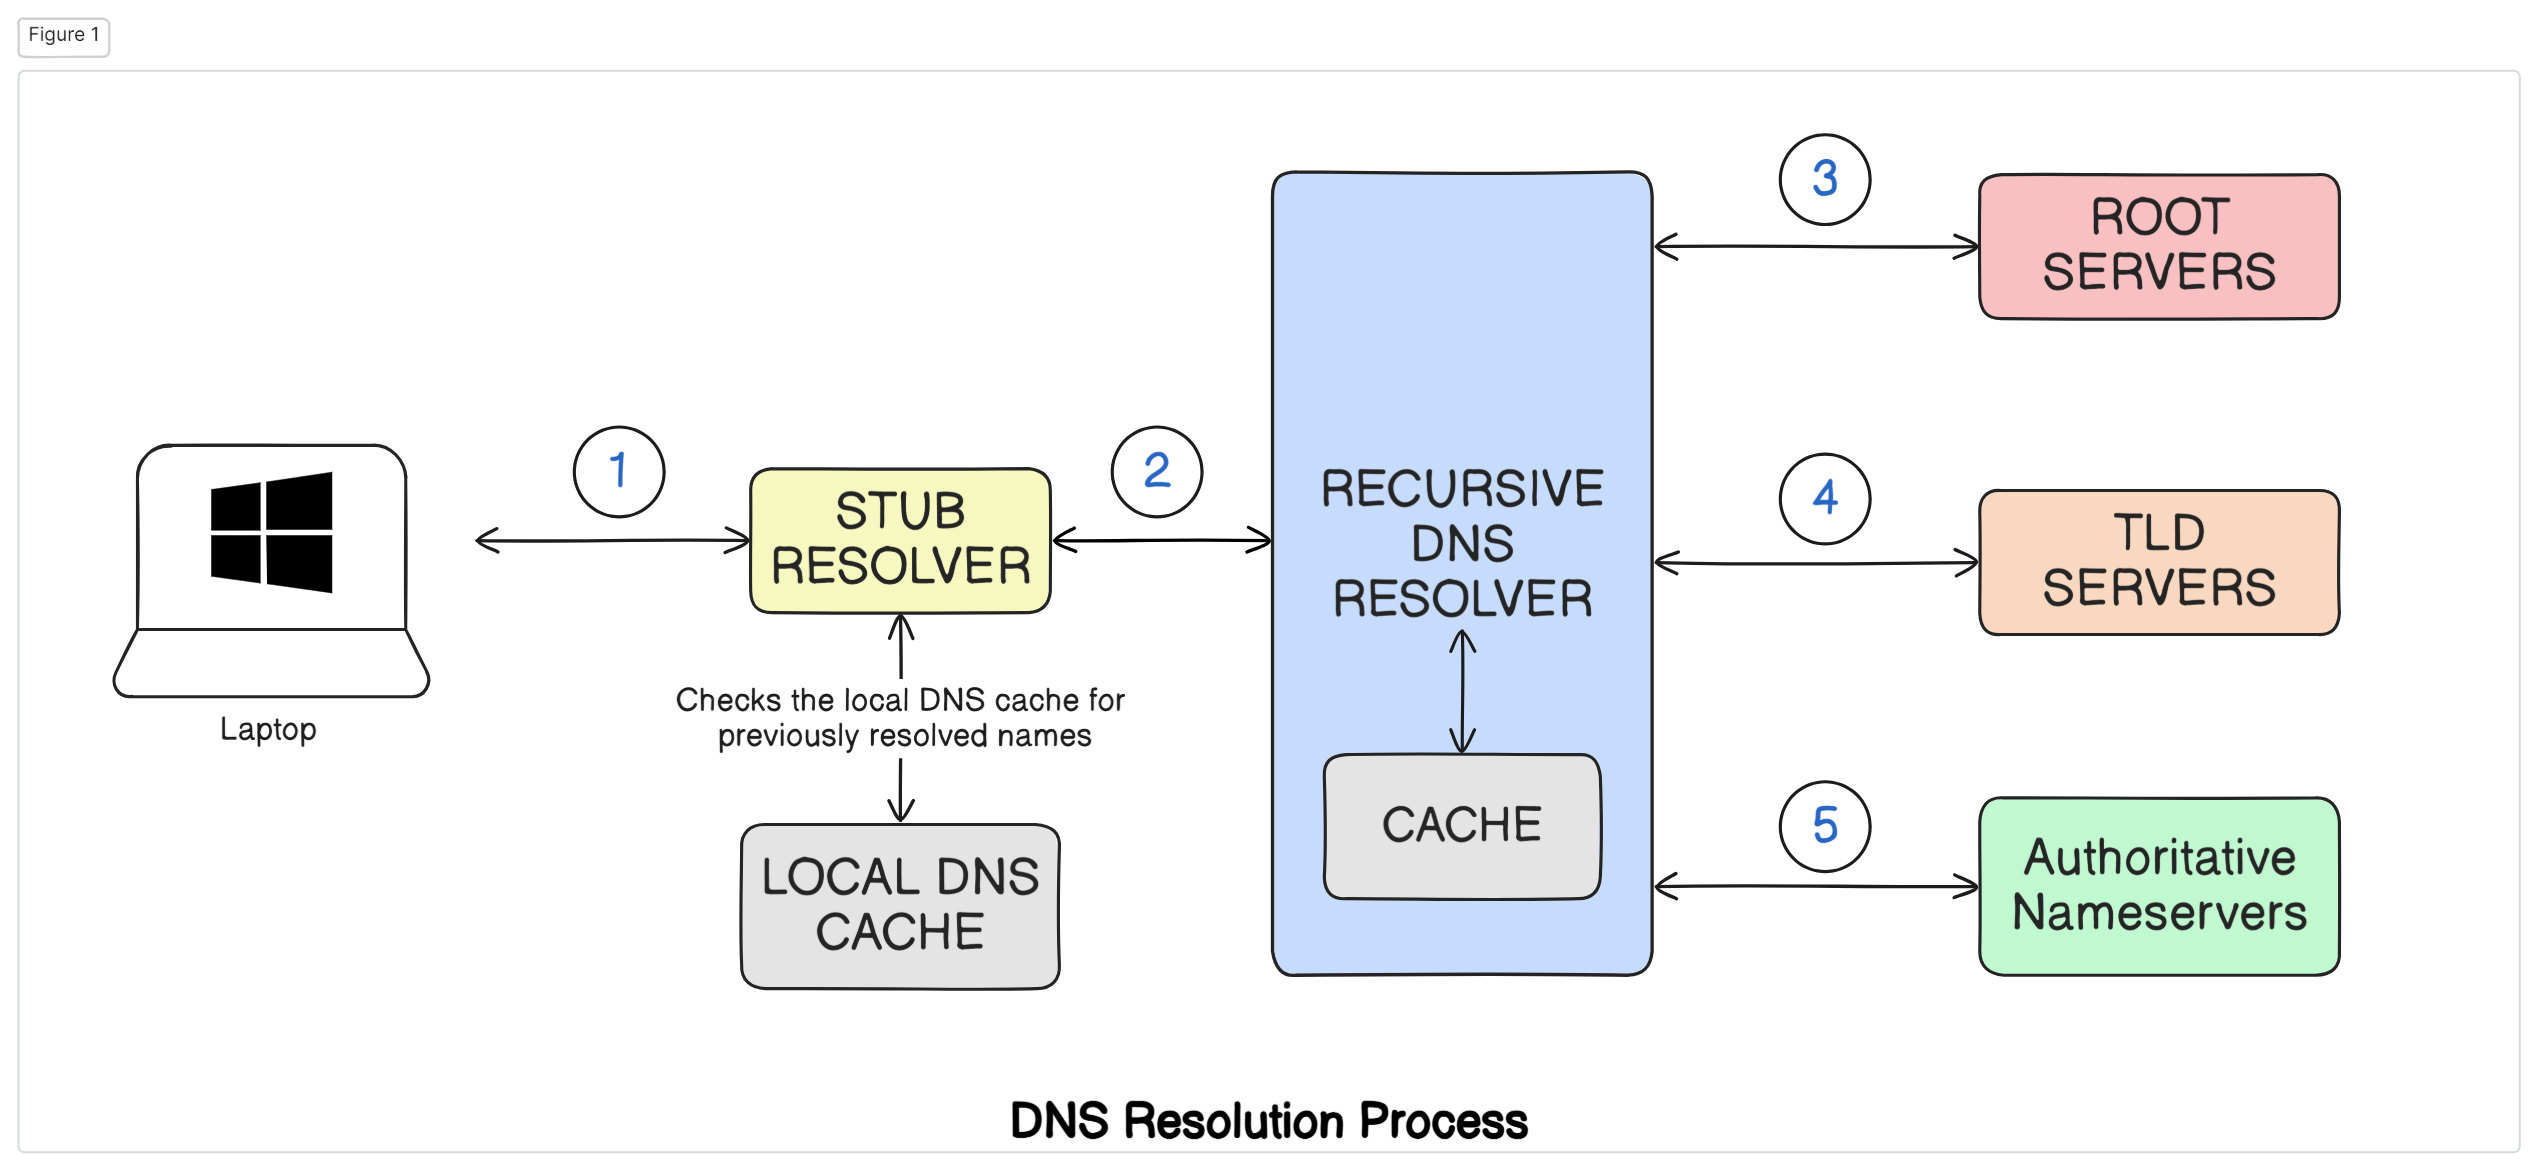 Figure 1
3
ROOT
SERVERS
1
2
STUB
RESOLVER
RECURSIVE
DNS
RESOLVER
4
TLD
SERVERS
Laptop
Checks the local DNS cache for
previously resolved names
LOCAL DNS
CACHE
CACHE
5
Authoritative
Nameservers
DNS Resolution Process